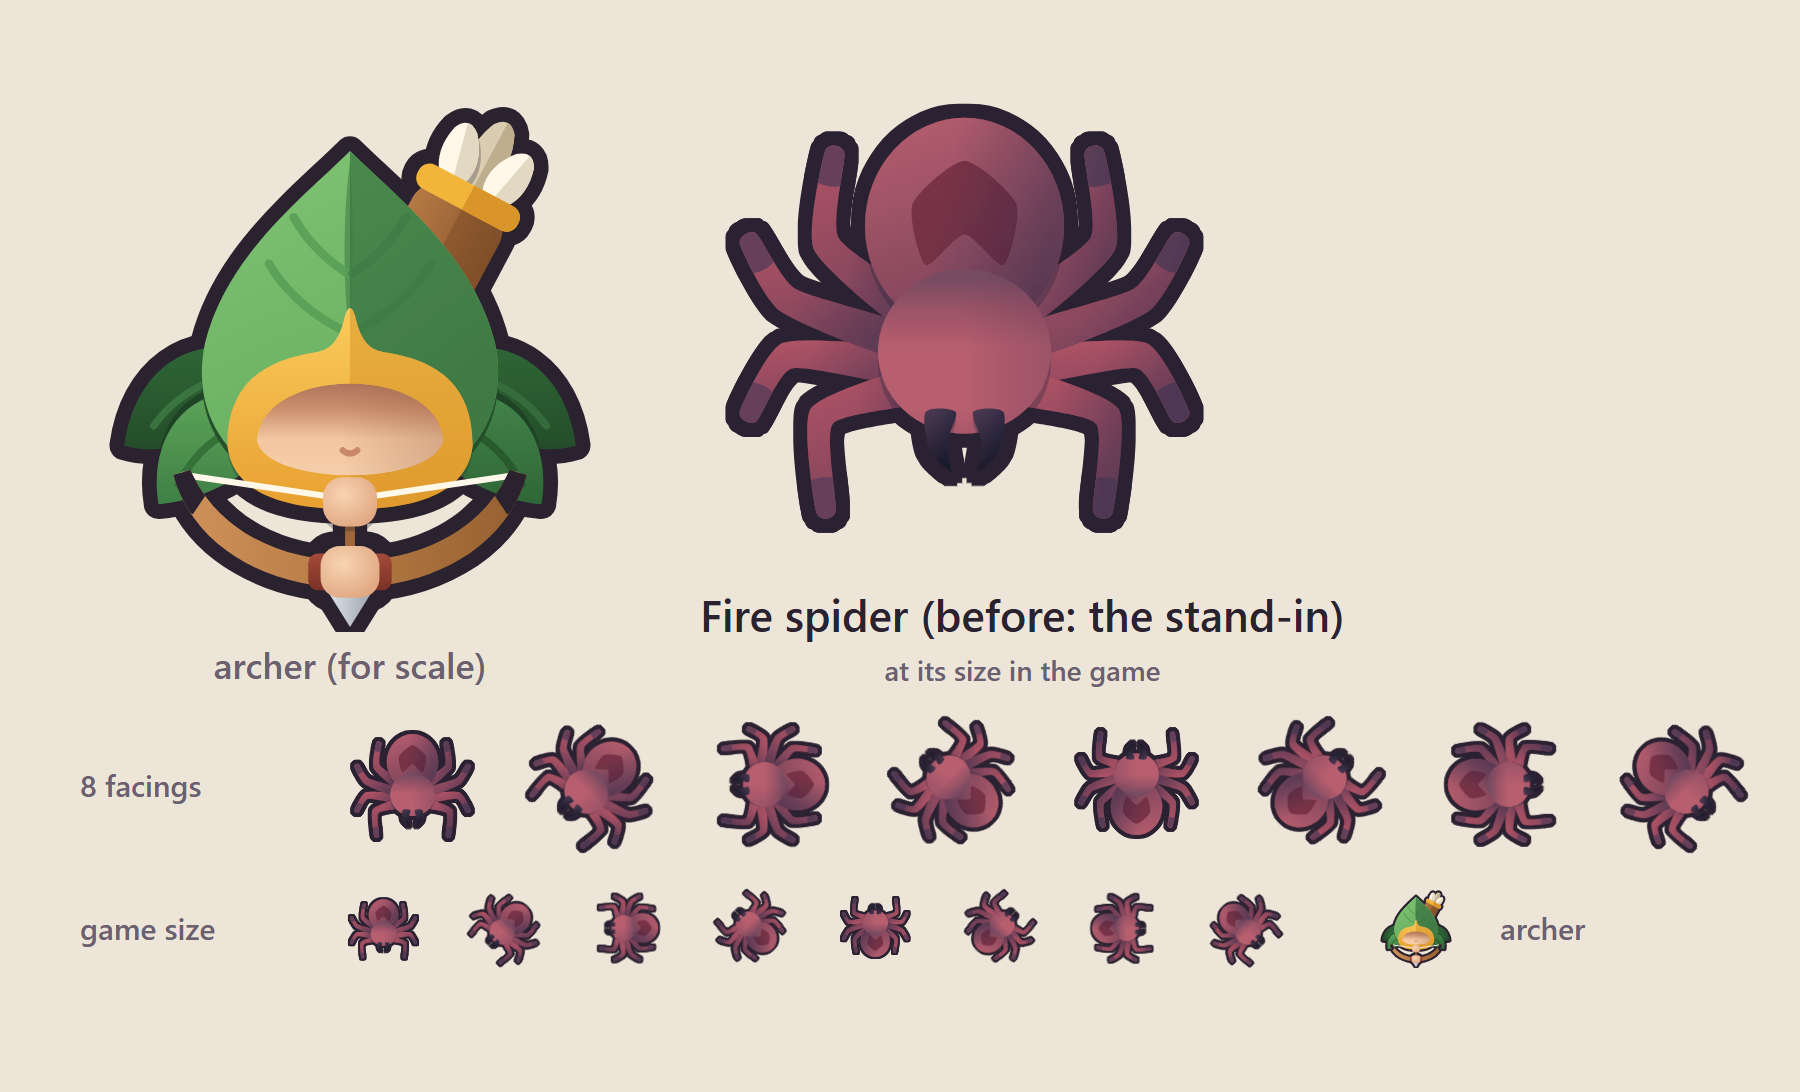 Fire spider (before: the stand-in)
archer (for scale)
at its size in the game
8 facings
game size
archer